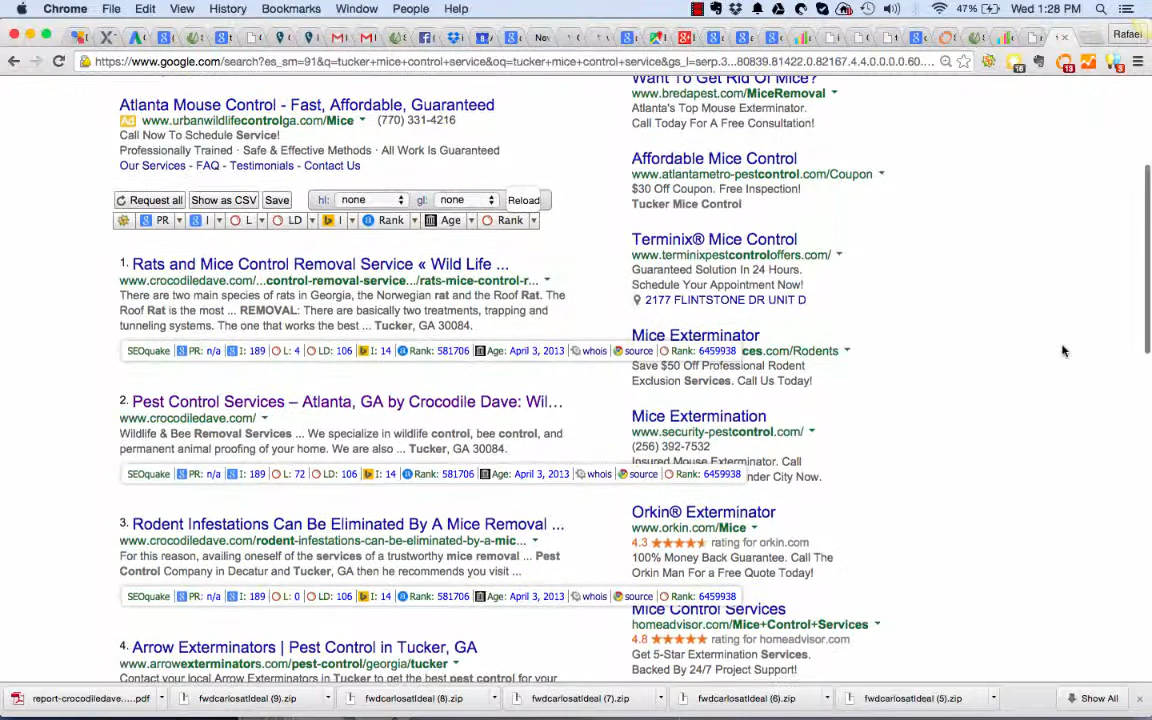 Chrome File Edit View History Bookmarks Window People Help 47% Wed 1:28 PM
Nov Rafael
https://www.google.com/search?es_sm=91&q=tucker+mice+control+service&oq=tucker+mice+control+service&gs_l=serp.3...80839.81422.0.82167.4.4.0.0.0.0.60....
Atlanta Mouse Control - Fast, Affordable, Guaranteed
Ad www.urbanwildlifecontrolga.com/Mice (770) 331-4216
Call Now To Schedule Service!
Professionally Trained · Safe & Effective Methods · All Work Is Guaranteed
Our Services - FAQ - Testimonials - Contact Us
Request all Show as CSV Save hl: none gl: none Reload
PR I L LD I Rank Age Rank
1. Rats and Mice Control Removal Service « Wild Life ...
www.crocodiledave.com/...control-removal-service.../rats-mice-control-r...
There are two main species of rats in Georgia, the Norwegian rat and the Roof Rat. The
Roof Rat is the most ... REMOVAL: There are basically two treatments, trapping and
tunneling systems. The one that works the best ... Tucker, GA 30084.
SEOquake PR: n/a I: 189 L: 4 LD: 106 I: 14 Rank: 581706 Age: April 3, 2013 whois source Rank: 6459938
2. Pest Control Services – Atlanta, GA by Crocodile Dave: Wil...
www.crocodiledave.com/
Wildlife & Bee Removal Services ... We specialize in wildlife control, bee control, and
permanent animal proofing of your home. We are also ... Tucker, GA 30084.
SEOquake PR: n/a I: 189 L: 72 LD: 106 I: 14 Rank: 581706 Age: April 3, 2013 whois source Rank: 6459938
3. Rodent Infestations Can Be Eliminated By A Mice Removal ...
www.crocodiledave.com/rodent-infestations-can-be-eliminated-by-a-mic...
For this reason, availing oneself of the services of a trustworthy mice removal ... Pest
Control Company in Decatur and Tucker, GA then he recommends you visit ...
SEOquake PR: n/a I: 189 L: 0 LD: 106 I: 14 Rank: 581706 Age: April 3, 2013 whois source Rank: 6459938
4. Arrow Exterminators | Pest Control in Tucker, GA
www.arrowexterminators.com/pest-control/georgia/tucker
Contact your local Arrow Exterminators in Tucker to get the best pest control for your
Want To Get Rid Of Mice?
www.bredapest.com/MiceRemoval
Atlanta's Top Mouse Exterminator.
Call Today For A Free Consultation!
Affordable Mice Control
www.atlantametro-pestcontrol.com/Coupon
$30 Off Coupon. Free Inspection!
Tucker Mice Control
Terminix® Mice Control
www.terminixpestcontroloffers.com/
Guaranteed Solution In 24 Hours.
Schedule Your Appointment Now!
2177 FLINTSTONE DR UNIT D
Mice Exterminator
ces.com/Rodents
Save $50 Off Professional Rodent
Exclusion Services. Call Us Today!
Mice Extermination
www.security-pestcontrol.com/
(256) 392-7532
Insured Mouse Exterminator. Call
nder City Now.
Orkin® Exterminator
www.orkin.com/Mice
4.3 rating for orkin.com
100% Money Back Guarantee. Call The
Orkin Man For a Free Quote Today!
Mice Control Services
homeadvisor.com/Mice+Control+Services
4.8 rating for homeadvisor.com
Get 5-Star Extermination Services.
Backed By 24/7 Project Support!
report-crocodiledave.....pdf fwdcarlosatIdeal (9).zip fwdcarlosatIdeal (8).zip fwdcarlosatIdeal (7).zip fwdcarlosatIdeal (6).zip fwdcarlosatIdeal (5).zip Show All